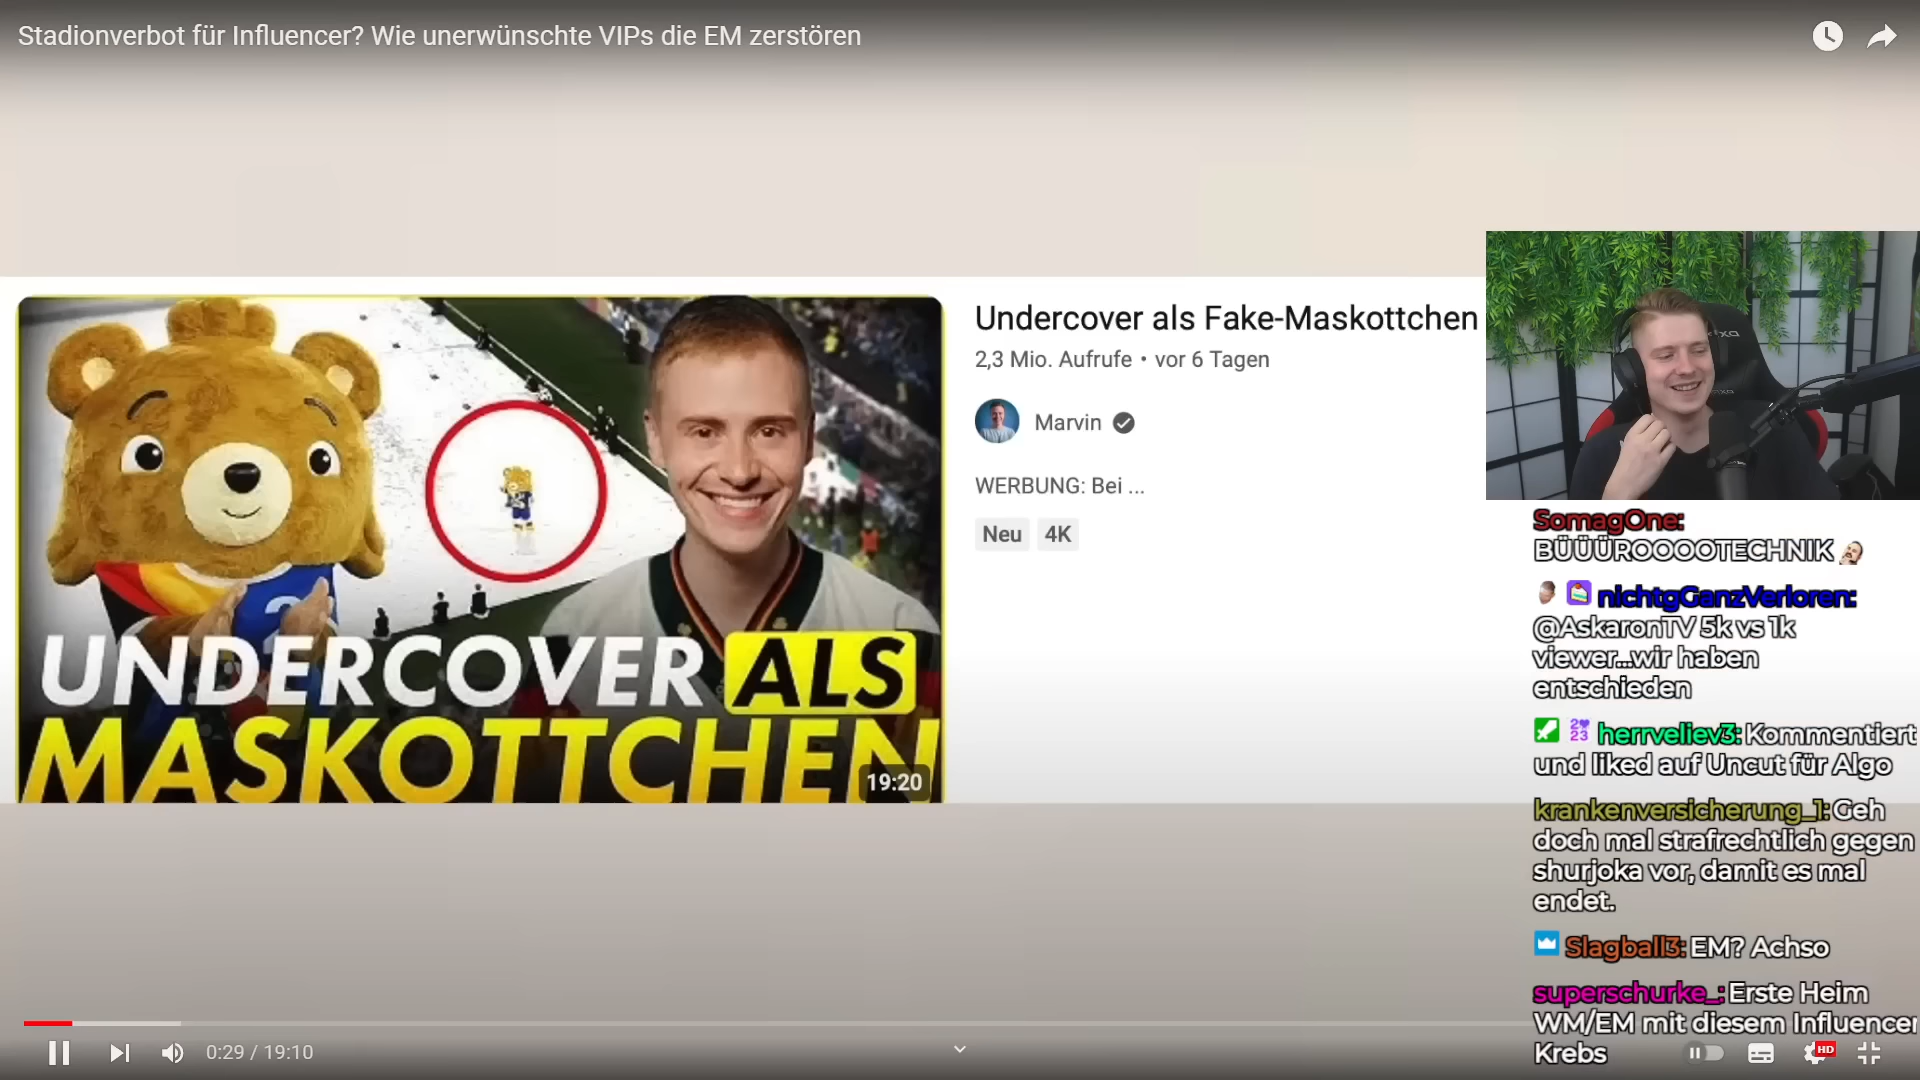 Stadionverbot für Influencer? Wie unerwünschte VIPs die EM zerstören
Undercover als Fake-Maskottchen
2,3 Mio. Aufrufe • vor 6 Tagen
Marvin
WERBUNG: Bei ...
Neu 4K
UNDERCOVER ALS
MASKOTTCHEN
19:20
SomagOne:
BÜÜÜROOOOTECHNIK
nichtgGanzVerloren:
@AskaronTV 5k vs 1k
viewer...wir haben
entschieden
herrveliev3: Kommentiert
und liked auf Uncut für Algo
krankenversicherung_1: Geh
doch mal strafrechtlich gegen
shurjoka vor, damit es mal
endet.
Slagball3: EM? Achso
superschurke_: Erste Heim
WM/EM mit diesem Influencer
Krebs
0:29 / 19:10
HD